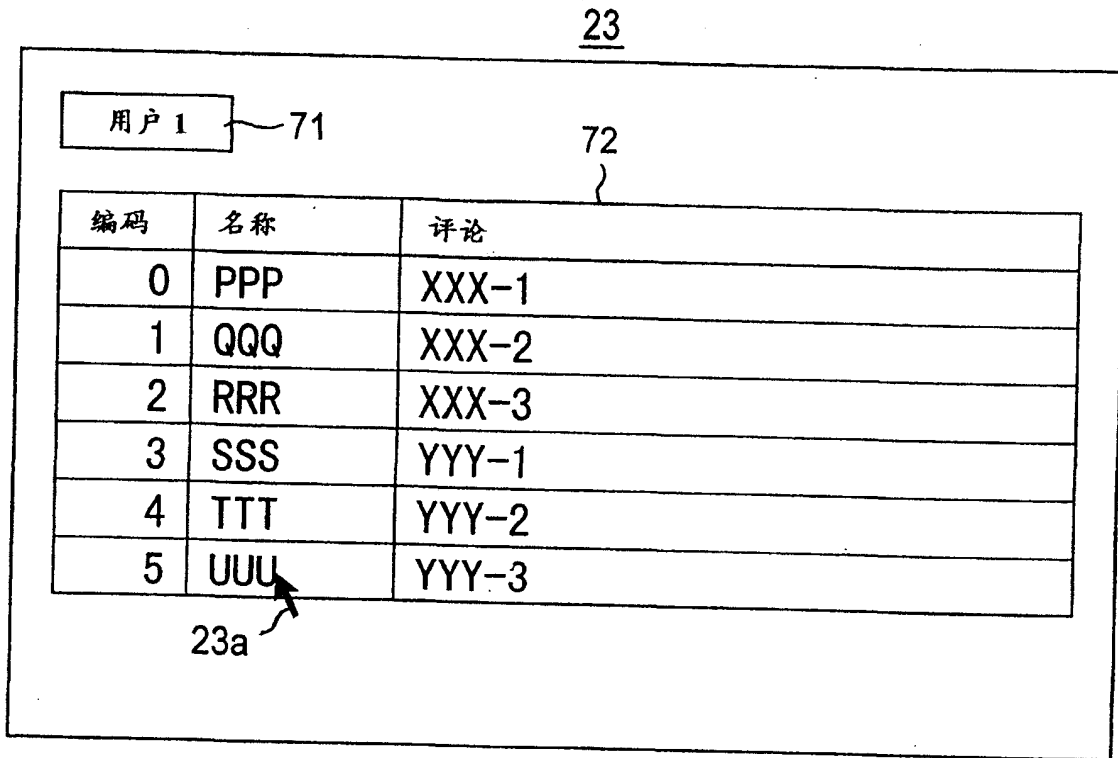 23
用户 1 71
72
编码 名称 评论
0 PPP XXX-1
1 QQQ XXX-2
2 RRR XXX-3
3 SSS YYY-1
4 TTT YYY-2
5 UUU YYY-3
23a